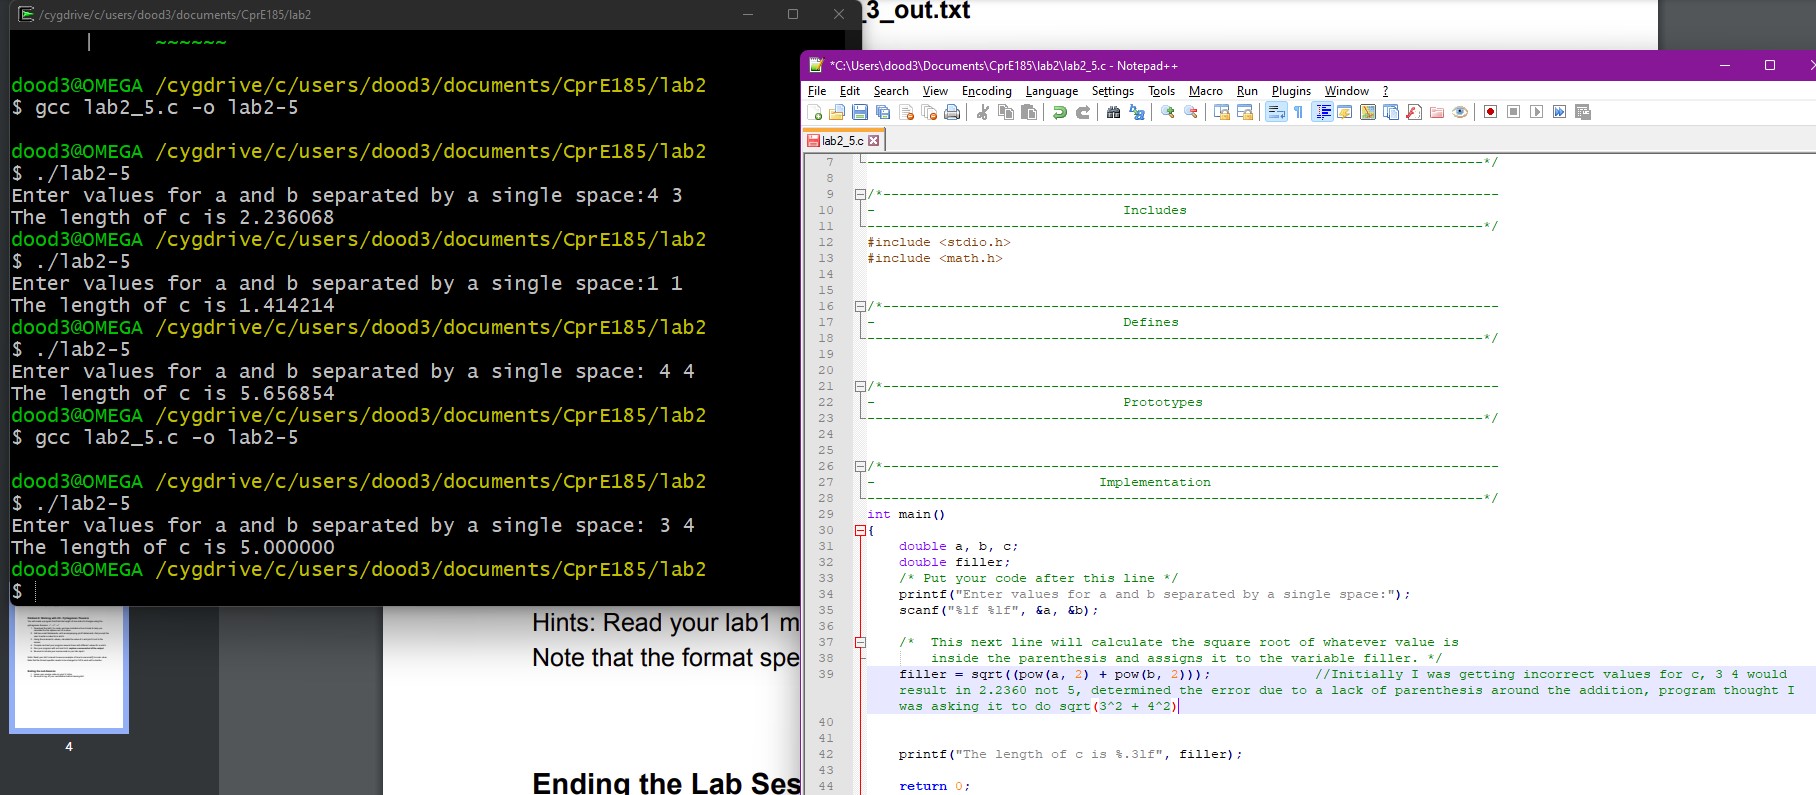 /cygdrive/c/users/dood3/documents/CprE185/lab2
| ~~~~~~
dood3@OMEGA /cygdrive/c/users/dood3/documents/CprE185/lab2
$ gcc lab2_5.c -o lab2-5
dood3@OMEGA /cygdrive/c/users/dood3/documents/CprE185/lab2
$ ./lab2-5
Enter values for a and b separated by a single space:4 3
The length of c is 2.236068
dood3@OMEGA /cygdrive/c/users/dood3/documents/CprE185/lab2
$ ./lab2-5
Enter values for a and b separated by a single space:1 1
The length of c is 1.414214
dood3@OMEGA /cygdrive/c/users/dood3/documents/CprE185/lab2
$ ./lab2-5
Enter values for a and b separated by a single space: 4 4
The length of c is 5.656854
dood3@OMEGA /cygdrive/c/users/dood3/documents/CprE185/lab2
$ gcc lab2_5.c -o lab2-5
dood3@OMEGA /cygdrive/c/users/dood3/documents/CprE185/lab2
$ ./lab2-5
Enter values for a and b separated by a single space: 3 4
The length of c is 5.000000
dood3@OMEGA /cygdrive/c/users/dood3/documents/CprE185/lab2
$
_3_out.txt
*C:\Users\dood3\Documents\CprE185\lab2\lab2_5.c - Notepad++
File Edit Search View Encoding Language Settings Tools Macro Run Plugins Window ?
lab2_5.c
7 -----------------------------------------------------------------------------*/
8
9 /*-----------------------------------------------------------------------------
10 - Includes
11 -----------------------------------------------------------------------------*/
12 #include <stdio.h>
13 #include <math.h>
14
15
16 /*-----------------------------------------------------------------------------
17 - Defines
18 -----------------------------------------------------------------------------*/
19
20
21 /*-----------------------------------------------------------------------------
22 - Prototypes
23 -----------------------------------------------------------------------------*/
24
25
26 /*-----------------------------------------------------------------------------
27 - Implementation
28 -----------------------------------------------------------------------------*/
29 int main()
30 {
31 double a, b, c;
32 double filler;
33 /* Put your code after this line */
34 printf("Enter values for a and b separated by a single space:");
35 scanf("%lf %lf", &a, &b);
36
37 /* This next line will calculate the square root of whatever value is
38 inside the parenthesis and assigns it to the variable filler. */
39 filler = sqrt((pow(a, 2) + pow(b, 2))); //Initially I was getting incorrect values for c, 3 4 would
result in 2.2360 not 5, determined the error due to a lack of parenthesis around the addition, program thought I
was asking it to do sqrt(3^2 + 4^2)
40
41
42 printf("The length of c is %.3lf", filler);
43
44 return 0;
Hints: Read your lab1 m
Note that the format spe
Ending the Lab Ses
4